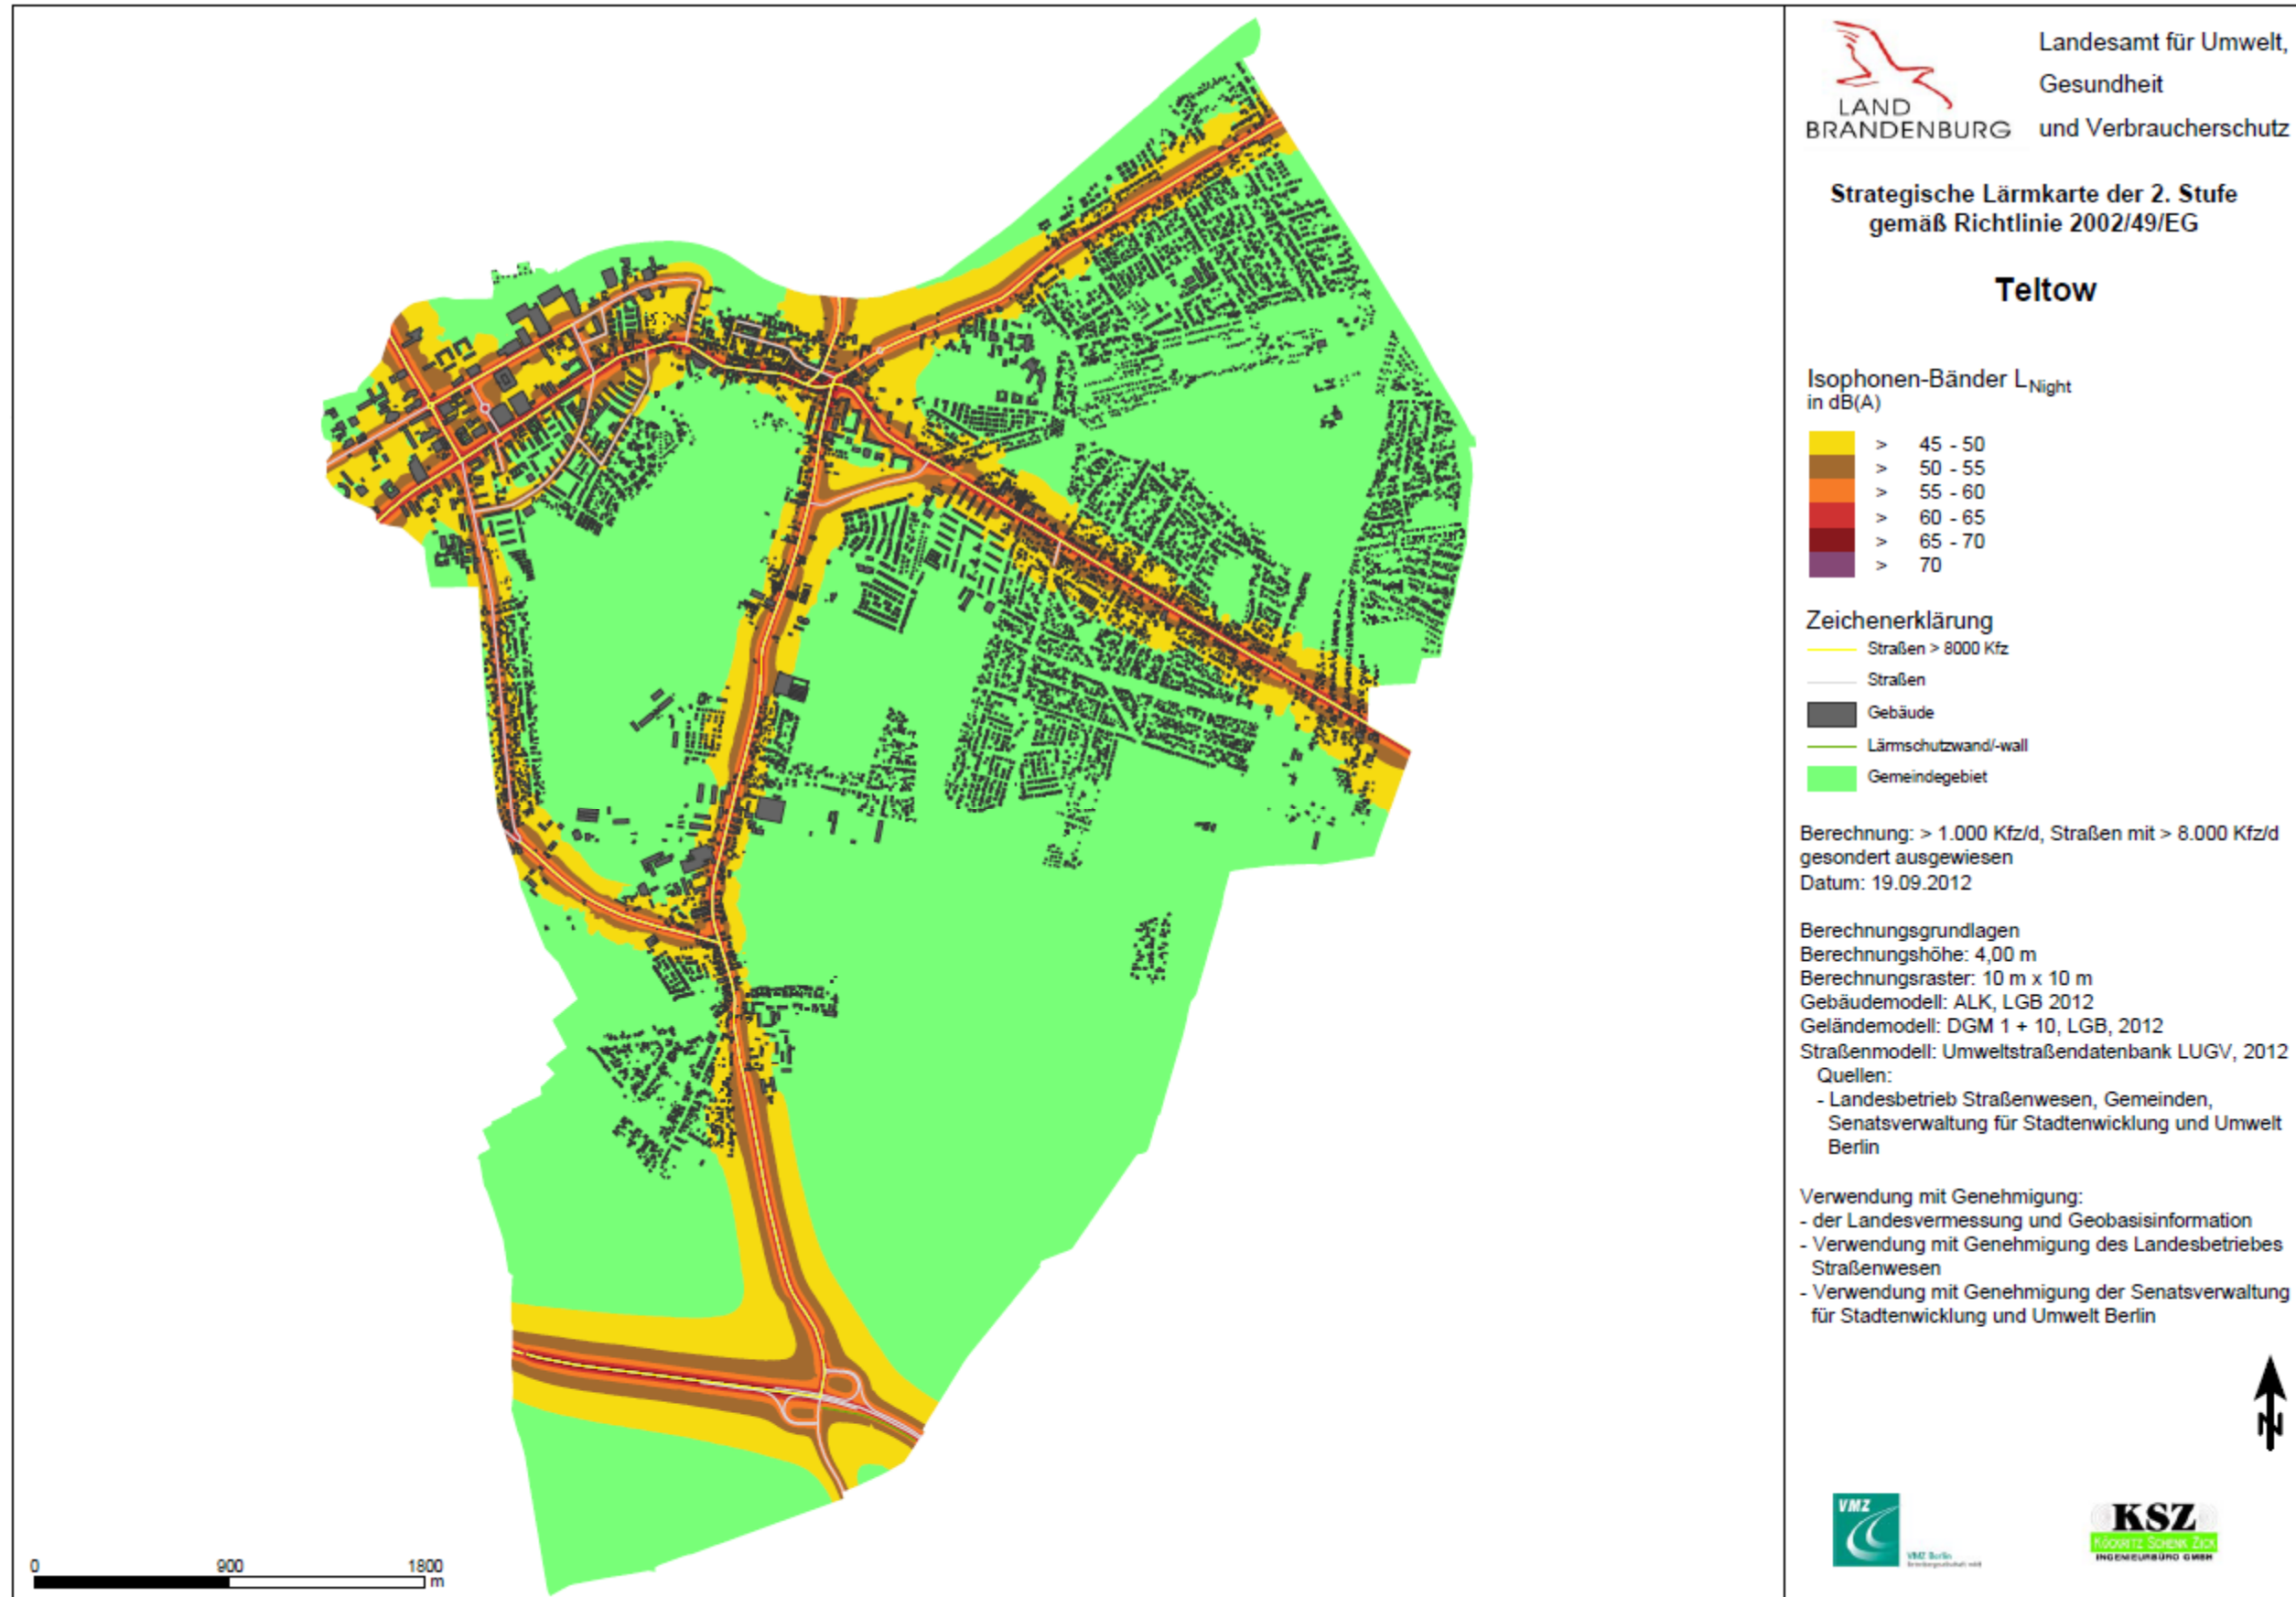 LAND
BRANDENBURG
Landesamt für Umwelt,
Gesundheit
und Verbraucherschutz
Strategische Lärmkarte der 2. Stufe
gemäß Richtlinie 2002/49/EG
Teltow
Isophonen-Bänder LNight
in dB(A)
> 45 - 50
> 50 - 55
> 55 - 60
> 60 - 65
> 65 - 70
> 70
Zeichenerklärung
Straßen > 8000 Kfz
Straßen
Gebäude
Lärmschutzwand/-wall
Gemeindegebiet
Berechnung: > 1.000 Kfz/d, Straßen mit > 8.000 Kfz/d
gesondert ausgewiesen
Datum: 19.09.2012
Berechnungsgrundlagen
Berechnungshöhe: 4,00 m
Berechnungsraster: 10 m x 10 m
Gebäudemodell: ALK, LGB 2012
Geländemodell: DGM 1 + 10, LGB, 2012
Straßenmodell: Umweltstraßendatenbank LUGV, 2012
Quellen:
- Landesbetrieb Straßenwesen, Gemeinden,
Senatsverwaltung für Stadtenwicklung und Umwelt
Berlin
Verwendung mit Genehmigung:
- der Landesvermessung und Geobasisinformation
- Verwendung mit Genehmigung des Landesbetriebes
Straßenwesen
- Verwendung mit Genehmigung der Senatsverwaltung
für Stadtenwicklung und Umwelt Berlin
N
VMZ
VMZ Berlin
KSZ
KÖCKRITZ SCHENK ZICK
INGENIEURBÜRO GMBH
0 900 1800
m